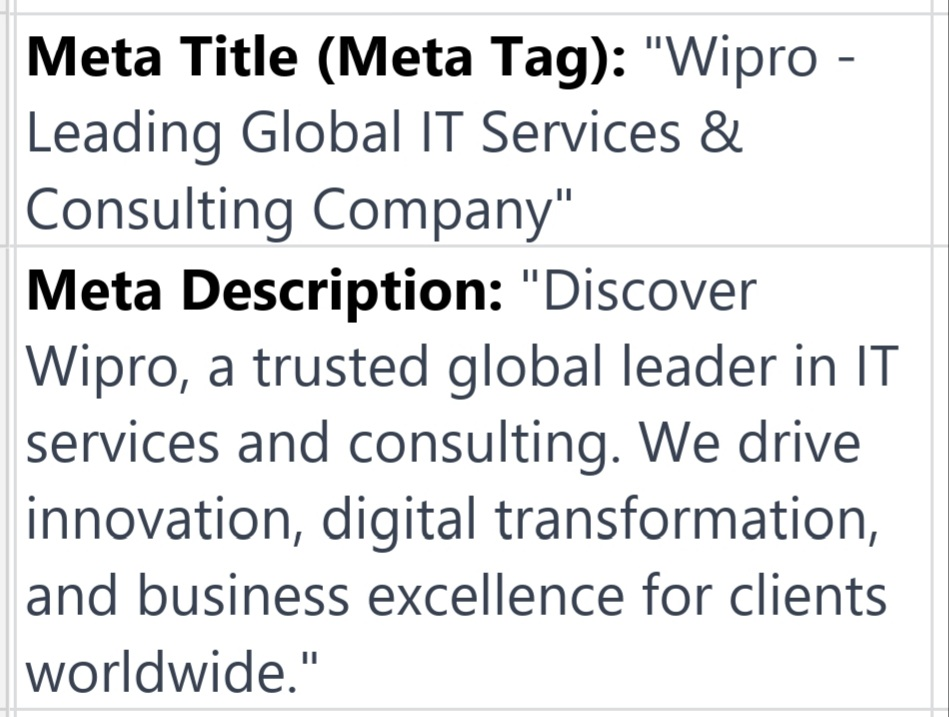 Meta Title (Meta Tag): "Wipro -
Leading Global IT Services &
Consulting Company"
Meta Description: "Discover
Wipro, a trusted global leader in IT
services and consulting. We drive
innovation, digital transformation,
and business excellence for clients
worldwide."